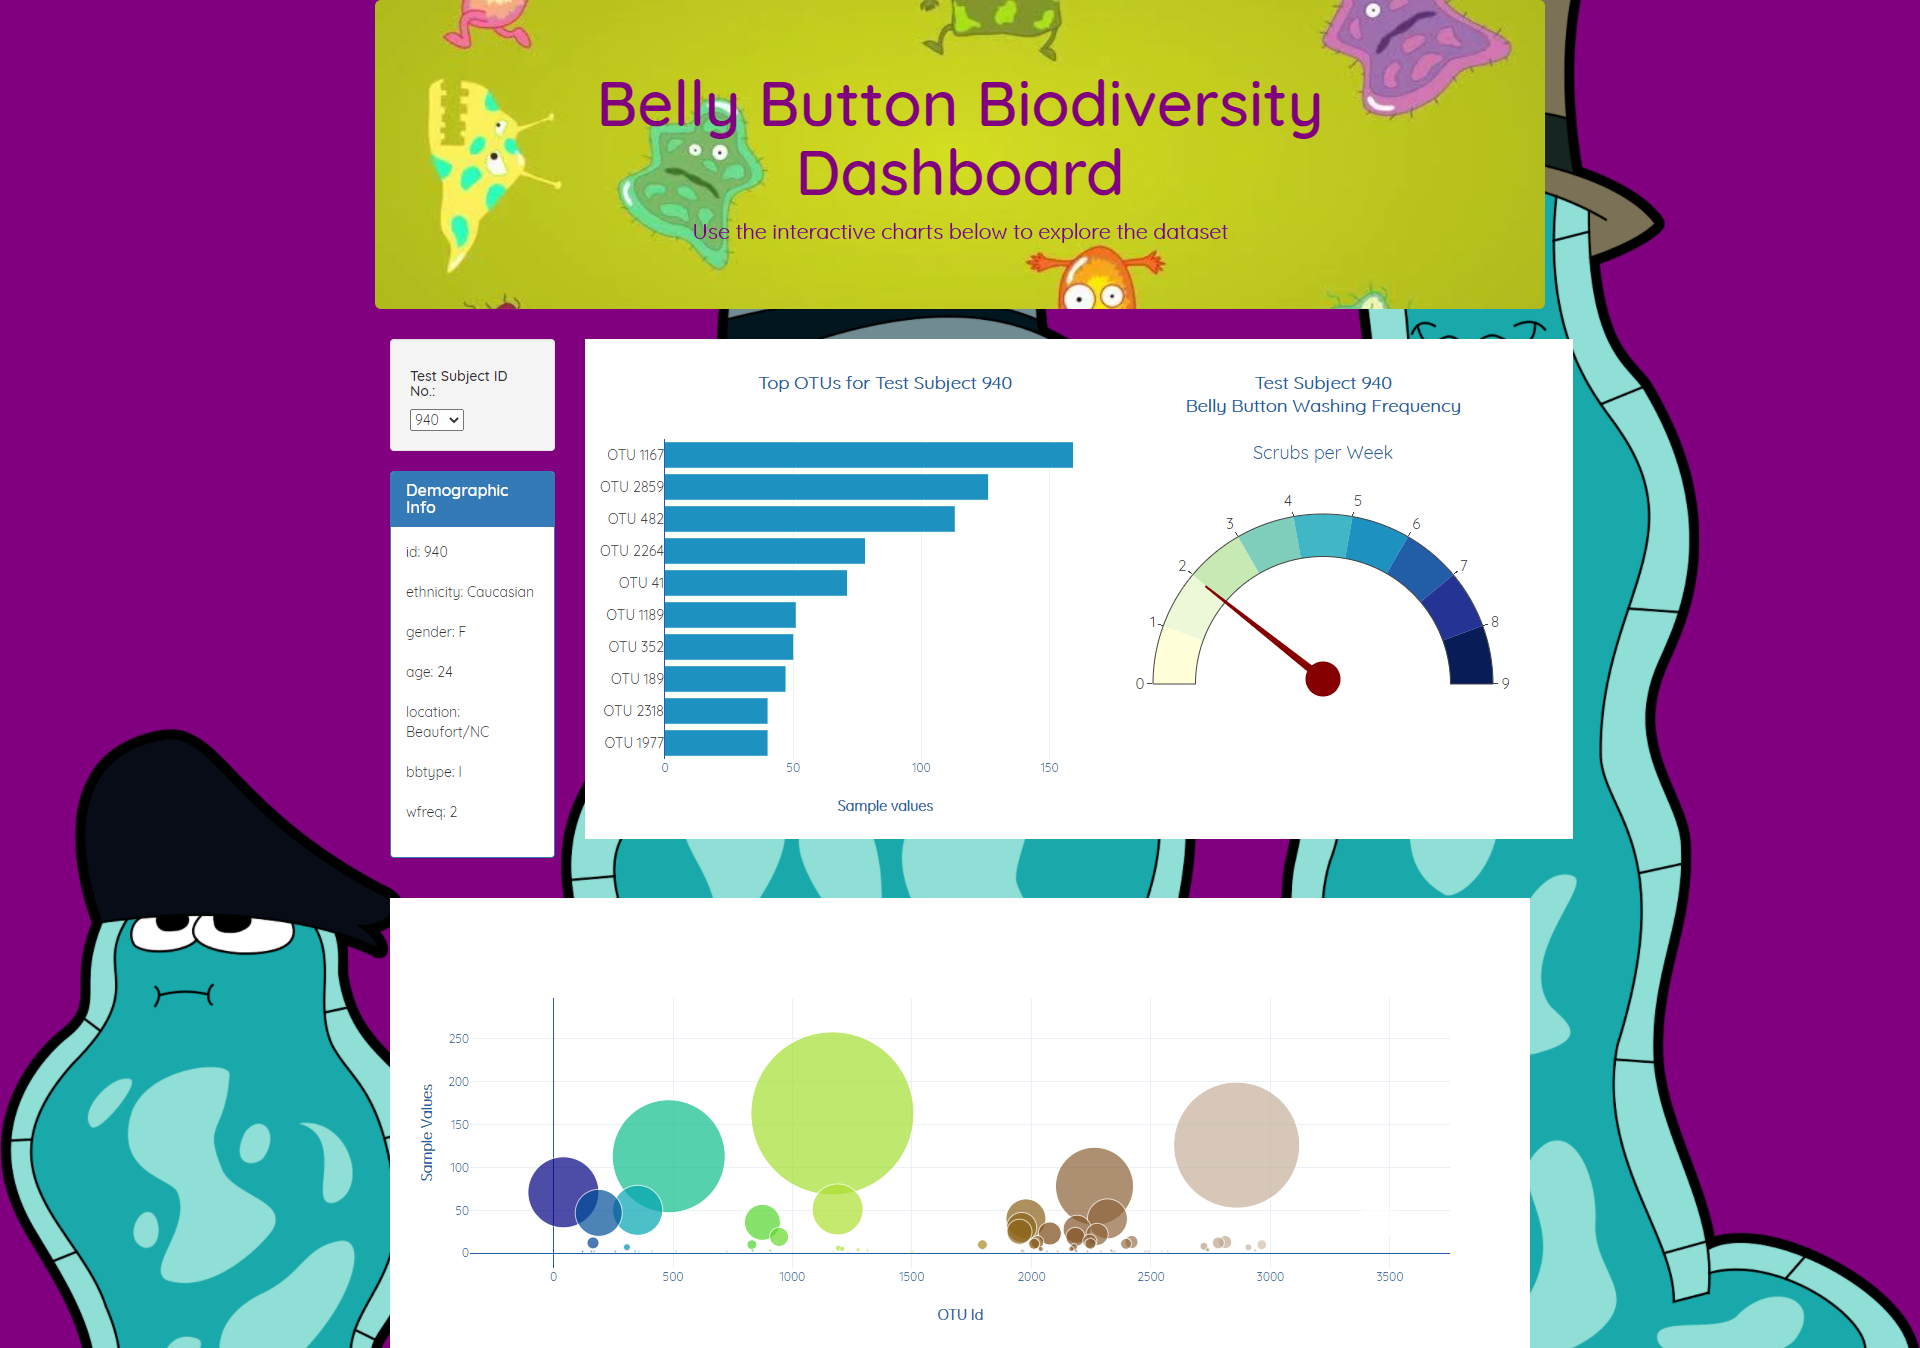 Belly Button Biodiversity
Dashboard
Use the interactive charts below to explore the dataset
Test Subject ID
No.:
940
Demographic
Info
id: 940
ethnicity: Caucasian
gender: F
age: 24
location:
Beaufort/NC
bbtype: I
wfreq: 2
Top OTUs for Test Subject 940
OTU 1167
OTU 2859
OTU 482
OTU 2264
OTU 41
OTU 1189
OTU 352
OTU 189
OTU 2318
OTU 1977
0 50 100 150
Sample values
Test Subject 940
Belly Button Washing Frequency
Scrubs per Week
0 1 2 3 4 5 6 7 8 9
Sample Values
250
200
150
100
50
0
0 500 1000 1500 2000 2500 3000 3500
OTU Id